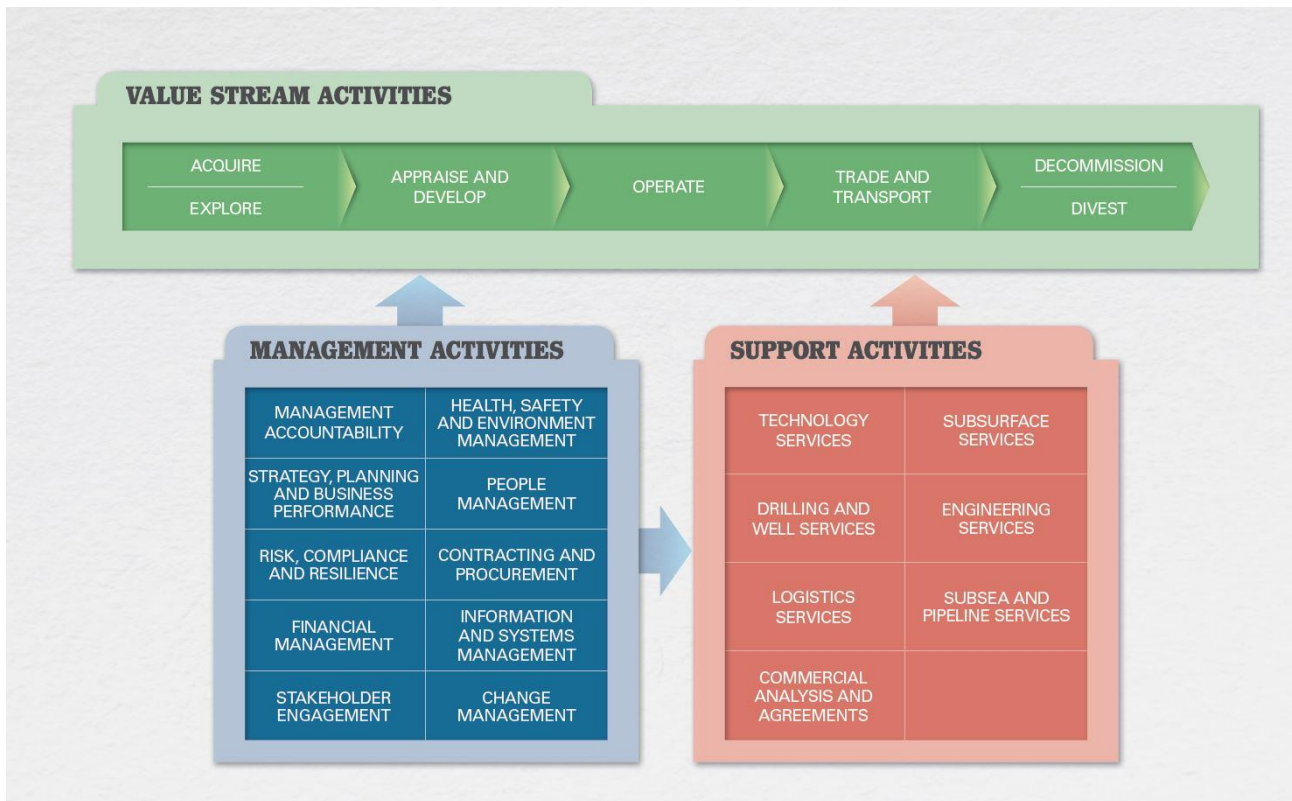 VALUE STREAM ACTIVITIES
ACQUIRE
EXPLORE
APPRAISE AND
DEVELOP
OPERATE
TRADE AND
TRANSPORT
DECOMMISSION
DIVEST
MANAGEMENT ACTIVITIES
MANAGEMENT
ACCOUNTABILITY
HEALTH, SAFETY
AND ENVIRONMENT
MANAGEMENT
STRATEGY, PLANNING
AND BUSINESS
PERFORMANCE
PEOPLE
MANAGEMENT
RISK, COMPLIANCE
AND RESILIENCE
CONTRACTING AND
PROCUREMENT
FINANCIAL
MANAGEMENT
INFORMATION
AND SYSTEMS
MANAGEMENT
STAKEHOLDER
ENGAGEMENT
CHANGE
MANAGEMENT
SUPPORT ACTIVITIES
TECHNOLOGY
SERVICES
SUBSURFACE
SERVICES
DRILLING AND
WELL SERVICES
ENGINEERING
SERVICES
LOGISTICS
SERVICES
SUBSEA AND
PIPELINE SERVICES
COMMERCIAL
ANALYSIS AND
AGREEMENTS